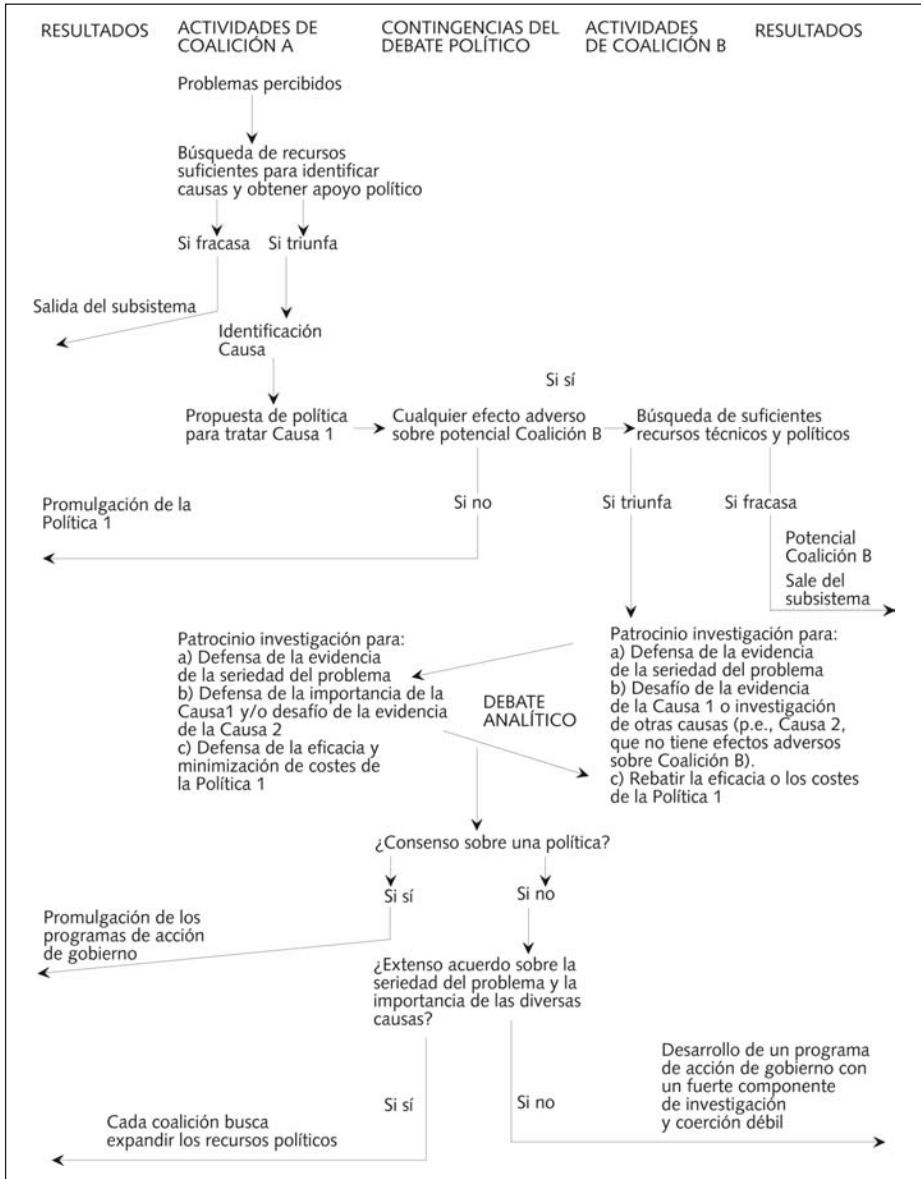 RESULTADOS
ACTIVIDADES DE
COALICIÓN A
CONTINGENCIAS DEL
DEBATE POLÍTICO
ACTIVIDADES
DE COALICIÓN B
RESULTADOS
Problemas percibidos
Búsqueda de recursos
suficientes para identificar
causas y obtener apoyo político
Si fracasa
Si triunfa
Salida del subsistema
Identificación
Causa
Si sí
Propuesta de política
para tratar Causa 1
Cualquier efecto adverso
sobre potencial Coalición B
Búsqueda de suficientes
recursos técnicos y políticos
Promulgación de la
Política 1
Si no
Si triunfa
Si fracasa
Potencial
Coalición B
Sale del
subsistema
Patrocinio investigación para:
a) Defensa de la evidencia
de la seriedad del problema
b) Defensa de la importancia de la
Causa1 y/o desafío de la evidencia
de la Causa 2
c) Defensa de la eficacia y
minimización de costes de
la Política 1
DEBATE
ANALÍTICO
Patrocinio investigación para:
a) Defensa de la evidencia
de la seriedad del problema
b) Desafío de la evidencia
de la Causa 1 o investigación
de otras causas (p.e., Causa 2,
que no tiene efectos adversos
sobre Coalición B).
c) Rebatir la eficacia o los costes
de la Política 1
¿Consenso sobre una política?
Si sí
Si no
Promulgación de los
programas de acción
de gobierno
¿Extenso acuerdo sobre la
seriedad del problema y la
importancia de las diversas
causas?
Si sí
Si no
Cada coalición busca
expandir los recursos políticos
Desarrollo de un programa
de acción de gobierno con
un fuerte componente
de investigación
y coerción débil